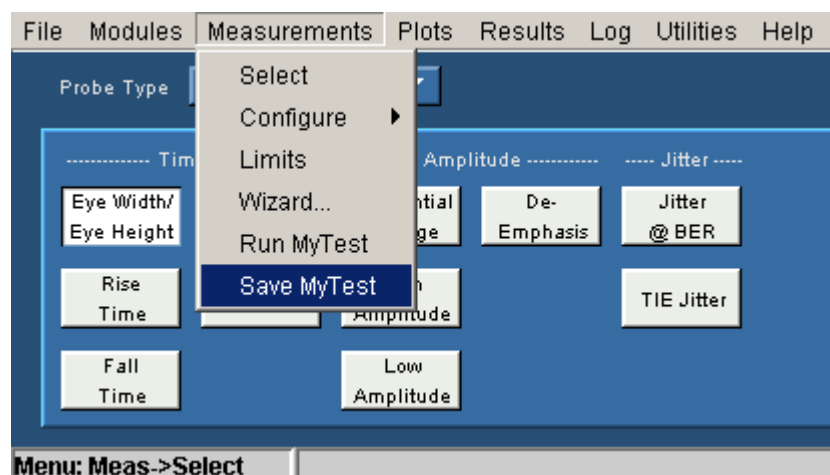 File Modules Measurements Plots Results Log Utilities Help
Probe Type
Select
Configure
Limits
Wizard...
Run MyTest
Save MyTest
-------------- Tim
Amplitude ------------
----- Jitter -----
Eye Width/
Eye Height
De-
Emphasis
Jitter
@ BER
Rise
Time
Amplitude
TIE Jitter
Fall
Time
Low
Amplitude
Menu: Meas->Select